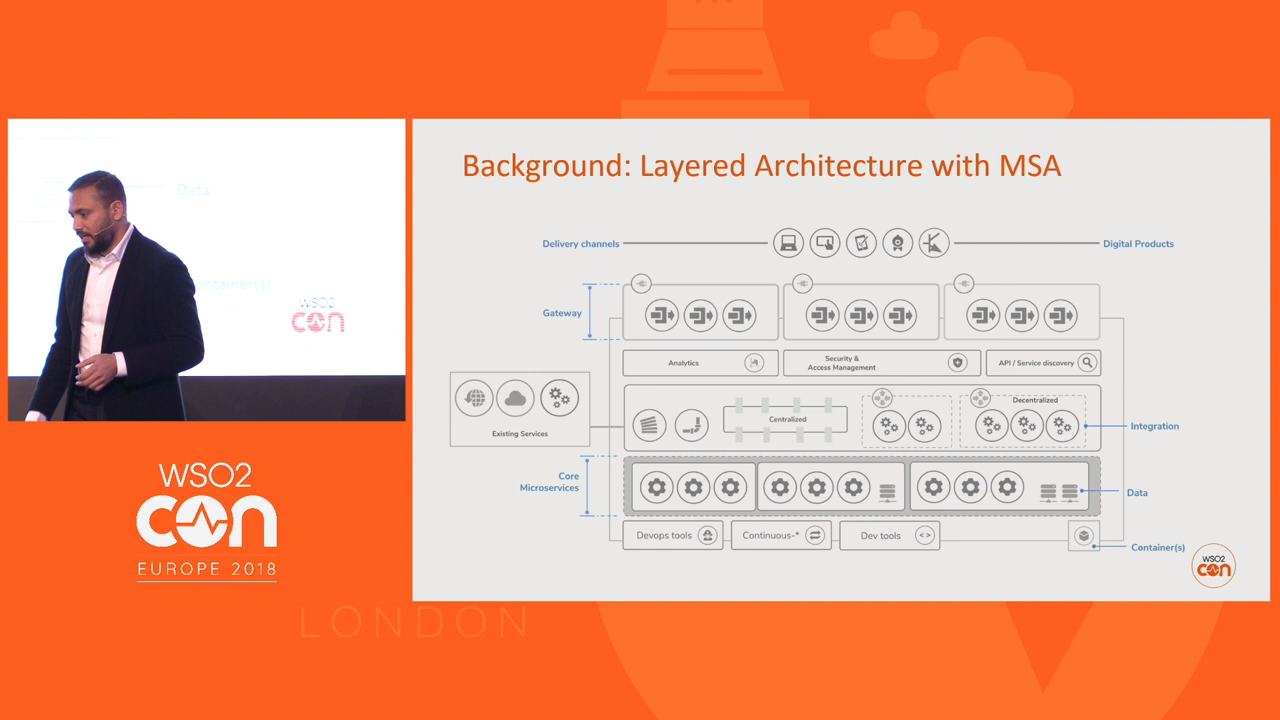 Data
Container(s)
WSO2
con
WSO2
con
EUROPE 2018
LONDON
Background: Layered Architecture with MSA
Delivery channels
Digital Products
Gateway
Analytics
Security &
Access Management
API / Service discovery
Existing Services
Centralized
Decentralized
Integration
Core
Microservices
Data
Devops tools
Continuous-*
Dev tools
< >
Container(s)
WSO2
con